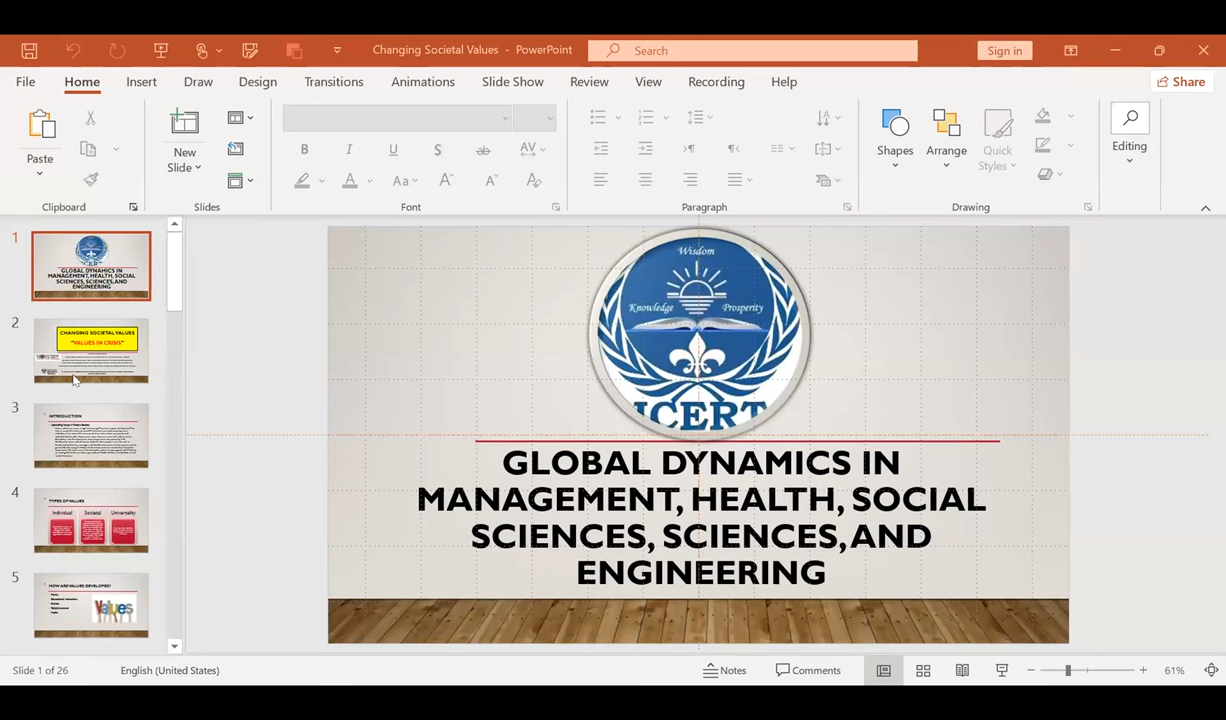 Changing Societal Values - PowerPoint
Search
Sign in
File
Home
Insert
Draw
Design
Transitions
Animations
Slide Show
Review
View
Recording
Help
Share
Paste
New
Slide
B I U S ab AV
Aa A A
Shapes
Arrange
Quick
Styles
Editing
Clipboard
Slides
Font
Paragraph
Drawing
1
GLOBAL DYNAMICS IN
MANAGEMENT, HEALTH, SOCIAL
SCIENCES, SCIENCES, AND
ENGINEERING
2
CHANGING SOCIETAL VALUES
"VALUES IN CRISIS"
3
INTRODUCTION
4
TYPES OF VALUES
Individual
Societal
Universality
5
HOW ARE VALUES DEVELOPED?
Values
Wisdom
Knowledge
Prosperity
ICERT
GLOBAL DYNAMICS IN
MANAGEMENT, HEALTH, SOCIAL
SCIENCES, SCIENCES, AND
ENGINEERING
Slide 1 of 26
English (United States)
Notes
Comments
61%